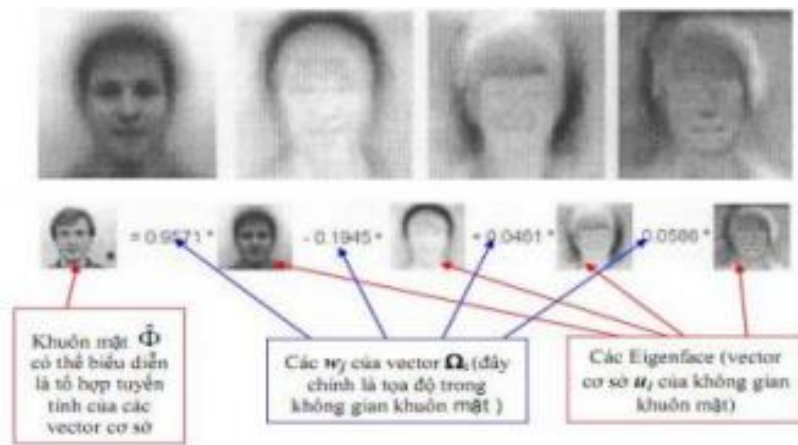 = 0.9571 * - 0.1945 * + 0.0461 * 0.0586 *
Khuôn mặt Φ̂
có thể biểu diễn
là tổ hợp tuyến
tính của các
vector cơ sở
Các wj của vector Ωi (đây
chính là tọa độ trong
không gian khuôn mặt )
Các Eigenface (vector
cơ sở ui của không gian
khuôn mặt)